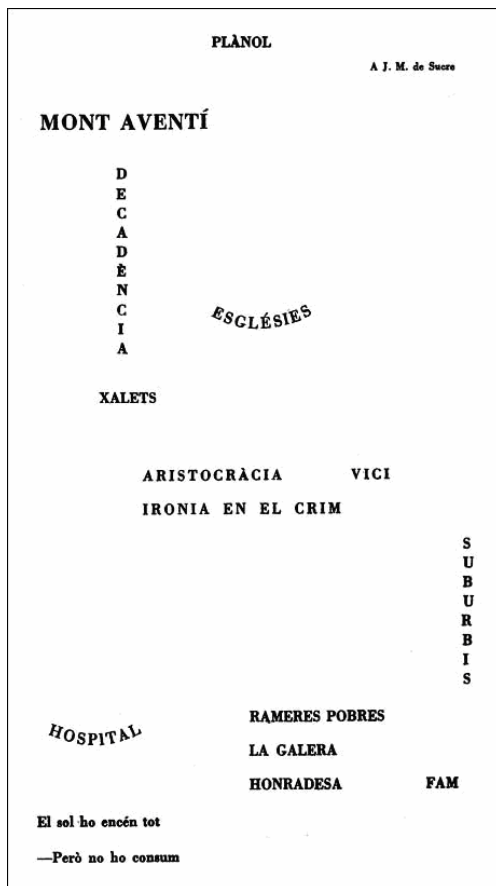 PLÀNOL
A J. M. de Sucre
MONT AVENTÍ
DECADÈNCIA
ESGLÉSIES
XALETS
ARISTOCRÀCIA VICI
IRONIA EN EL CRIM
SUBURBIS
HOSPITAL
RAMERES POBRES
LA GALERA
HONRADESA FAM
El sol ho encén tot
—Però no ho consum